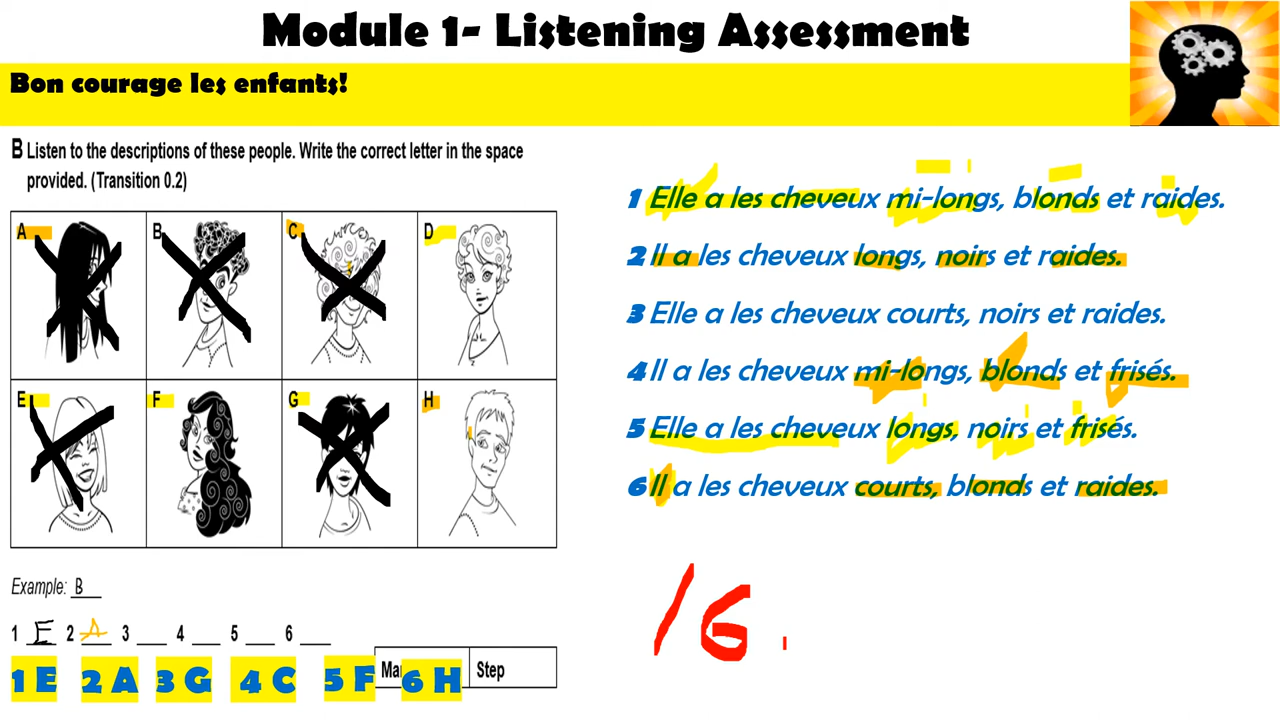 Module 1- Listening Assessment
Bon courage les enfants!
B Listen to the descriptions of these people. Write the correct letter in the space
provided. (Transition 0.2)
A B C D
E F G H
Example: B
1 E 2 A 3 ___ 4 ___ 5 ___ 6 ___
Step
1 E 2 A 3 G 4 C 5 F 6 H
1 Elle a les cheveux mi-longs, blonds et raides.
2 Il a les cheveux longs, noirs et raides.
3 Elle a les cheveux courts, noirs et raides.
4 Il a les cheveux mi-longs, blonds et frisés.
5 Elle a les cheveux longs, noirs et frisés.
6 Il a les cheveux courts, blonds et raides.
/6